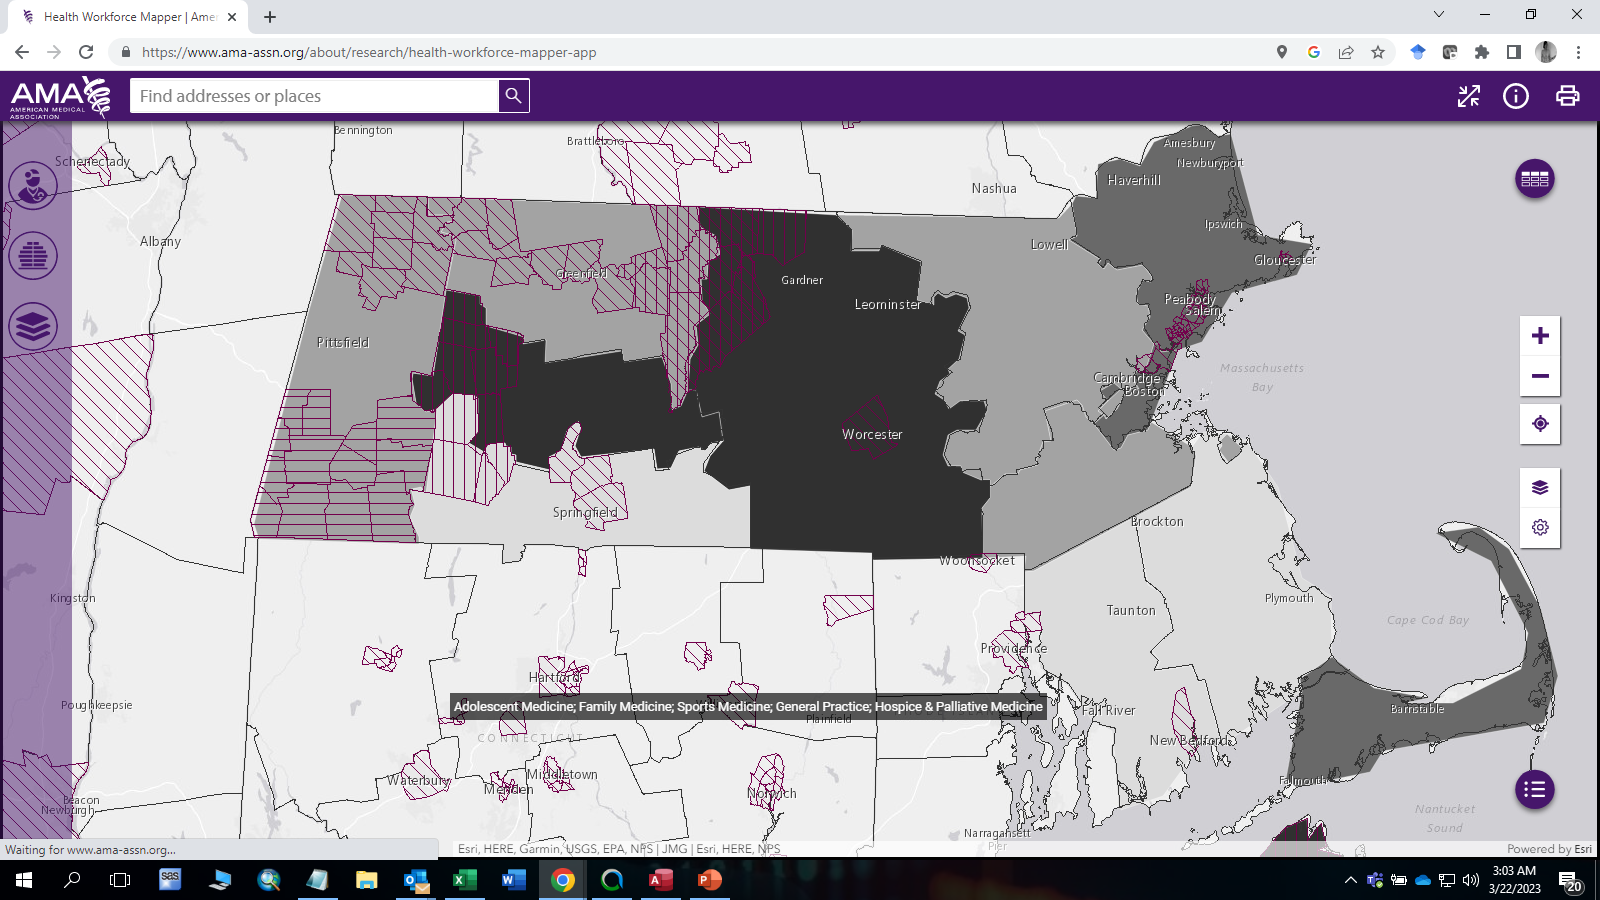 Health Workforce Mapper | Amer
https://www.ama-assn.org/about/research/health-workforce-mapper-app
AMA
AMERICAN MEDICAL
ASSOCIATION
Find addresses or places
Bennington
Brattleboro
Amesbury
Schenectady
Newburyport
Haverhill
Nashua
Ipswich
Albany
Lowell
Gloucester
Greenfield
Gardner
Leominster
Peabody
Salem
Pittsfield
Massachusetts
Bay
Cambridge
Boston
Worcester
Springfield
Brockton
Woonsocket
Kingston
Plymouth
Taunton
Cape Cod Bay
Providence
Hartford
Poughkeepsie
Adolescent Medicine; Family Medicine; Sports Medicine; General Practice; Hospice & Palliative Medicine
Fall River
Barnstable
Plainfield
CONNECTICUT
New Bedford
Waterbury
Middletown
Falmouth
Meriden
Norwich
Beacon
Newburgh
Nantucket
Sound
Narragansett
Pier
Waiting for www.ama-assn.org...
Esri, HERE, Garmin, USGS, EPA, NPS | JMG | Esri, HERE, NPS
Powered by Esri
sas
3:03 AM
3/22/2023
20